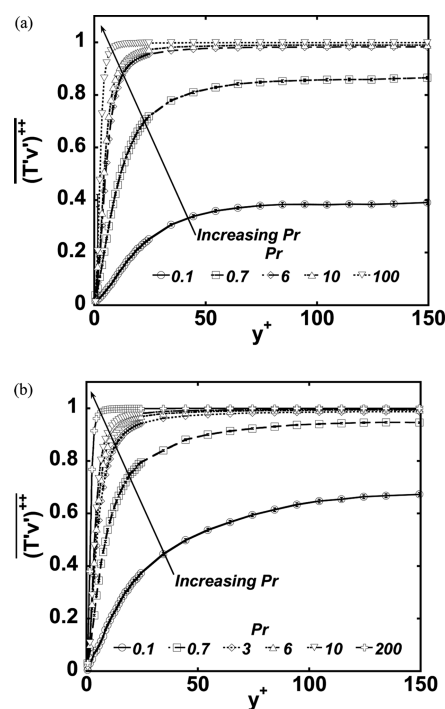 (a)
1
0.8
0.6
0.4
0.2
0
(T'v')++
Increasing Pr
Pr
0.1 0.7 6 10 100
0 50 100 150
y+
(b)
1
0.8
0.6
0.4
0.2
0
(T'v')++
Increasing Pr
Pr
0.1 0.7 3 6 10 200
0 50 100 150
y+